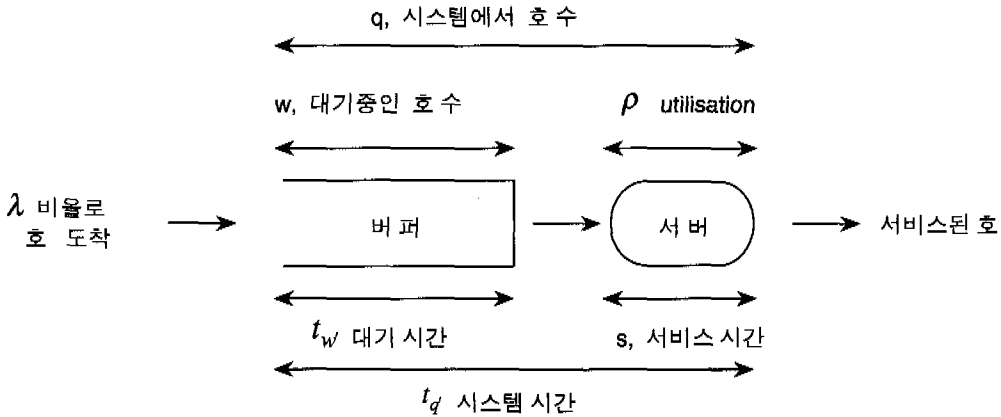 q, 시스템에서 호 수
w, 대기중인 호 수
ρ utilisation
λ 비율로
호 도착
버 퍼
서 버
서비스된 호
t_w, 대기 시간
s, 서비스 시간
t_q, 시스템 시간